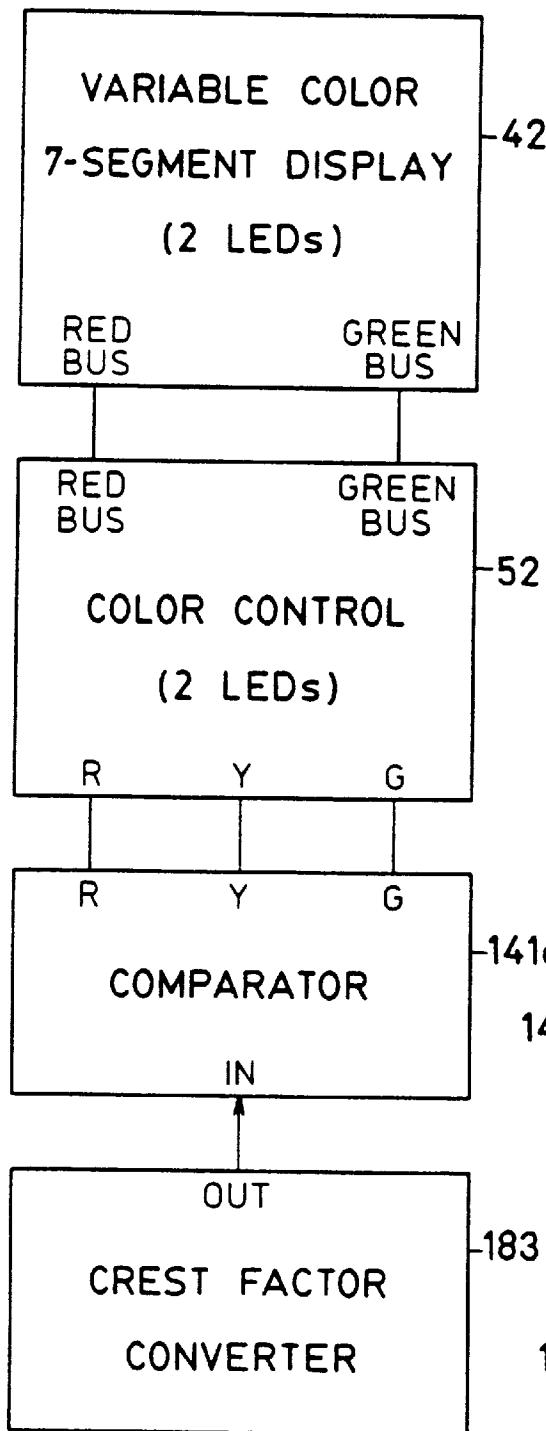 VARIABLE COLOR
7-SEGMENT DISPLAY
(2 LEDs)
RED BUS
GREEN BUS
42
RED BUS
GREEN BUS
52
COLOR CONTROL
(2 LEDs)
R Y G
R Y G
COMPARATOR
IN
OUT
183
CREST FACTOR
CONVERTER